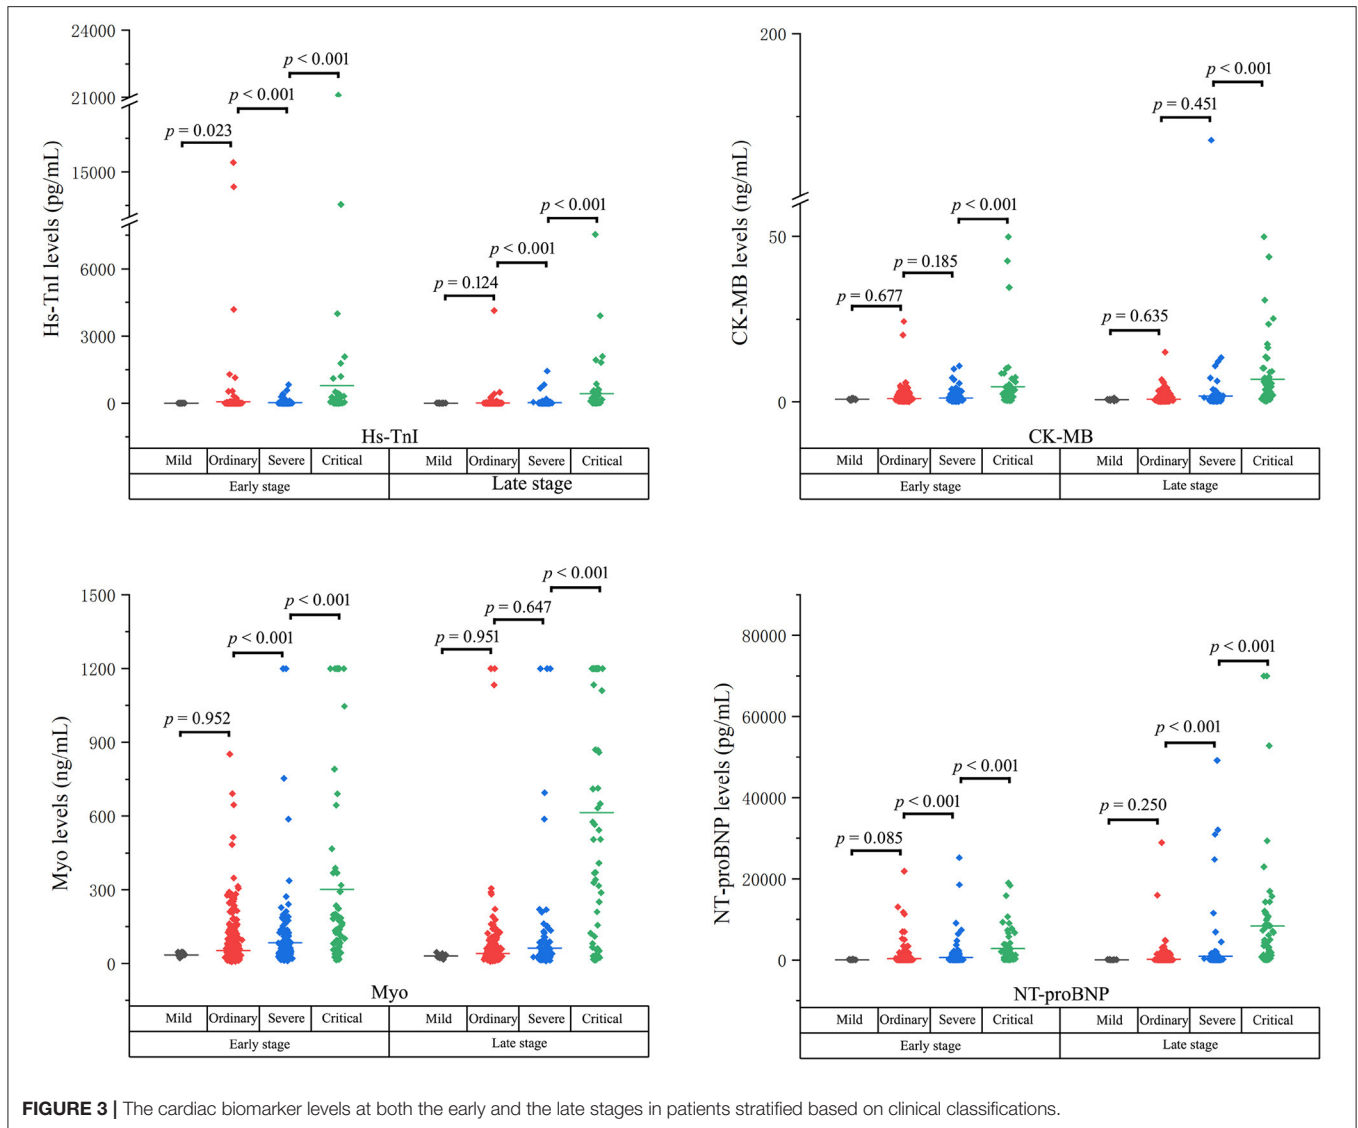 24000
21000
15000
6000
3000
0
Hs-TnI levels (pg/mL)
p = 0.023
p < 0.001
p < 0.001
p = 0.124
p < 0.001
p < 0.001
Hs-TnI
Mild Ordinary Severe Critical Mild Ordinary Severe Critical
Early stage Late stage
200
50
0
CK-MB levels (ng/mL)
p = 0.677
p = 0.185
p < 0.001
p = 0.635
p = 0.451
p < 0.001
CK-MB
Mild Ordinary Severe Critical Mild Ordinary Severe Critical
Early stage Late stage
1500
1200
900
600
300
0
Myo levels (ng/mL)
p = 0.952
p < 0.001
p < 0.001
p = 0.951
p = 0.647
p < 0.001
Myo
Mild Ordinary Severe Critical Mild Ordinary Severe Critical
Early stage Late stage
80000
60000
40000
20000
0
NT-proBNP levels (pg/mL)
p = 0.085
p < 0.001
p < 0.001
p = 0.250
p < 0.001
p < 0.001
NT-proBNP
Mild Ordinary Severe Critical Mild Ordinary Severe Critical
Early stage Late stage
FIGURE 3 | The cardiac biomarker levels at both the early and the late stages in patients stratified based on clinical classifications.